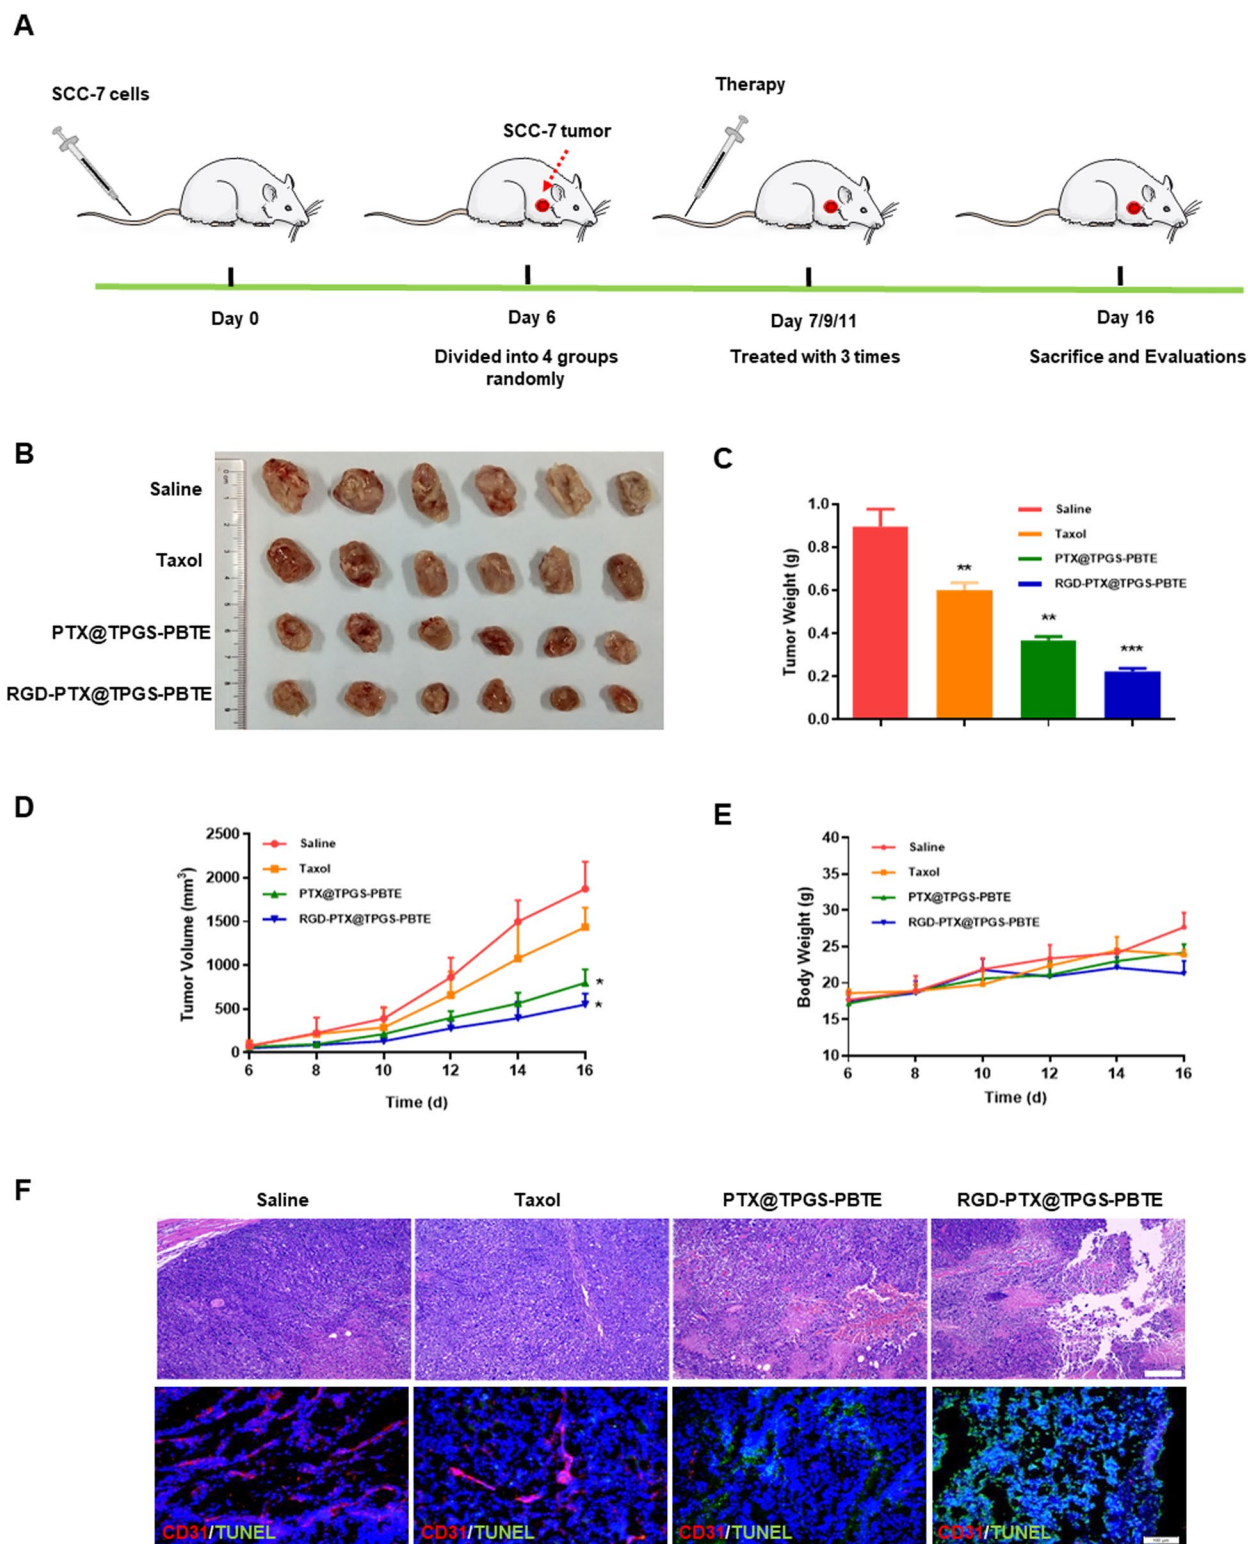 A
SCC-7 cells
Therapy
SCC-7 tumor
Day 0
Day 6
Day 7/9/11
Day 16
Divided into 4 groups
randomly
Treated with 3 times
Sacrifice and Evaluations
B
Saline
Taxol
PTX@TPGS-PBTE
RGD-PTX@TPGS-PBTE
C
Tumor Weight (g)
1.0
0.8
0.6
0.4
0.2
0.0
**
**
***
Saline
Taxol
PTX@TPGS-PBTE
RGD-PTX@TPGS-PBTE
D
Tumor Volume (mm³)
2500
2000
1500
1000
500
0
Saline
Taxol
PTX@TPGS-PBTE
RGD-PTX@TPGS-PBTE
*
*
6 8 10 12 14 16
Time (d)
E
Body Weight (g)
40
35
30
25
20
15
10
Saline
Taxol
PTX@TPGS-PBTE
RGD-PTX@TPGS-PBTE
6 8 10 12 14 16
Time (d)
F
Saline Taxol PTX@TPGS-PBTE RGD-PTX@TPGS-PBTE
CD31/TUNEL CD31/TUNEL CD31/TUNEL CD31/TUNEL